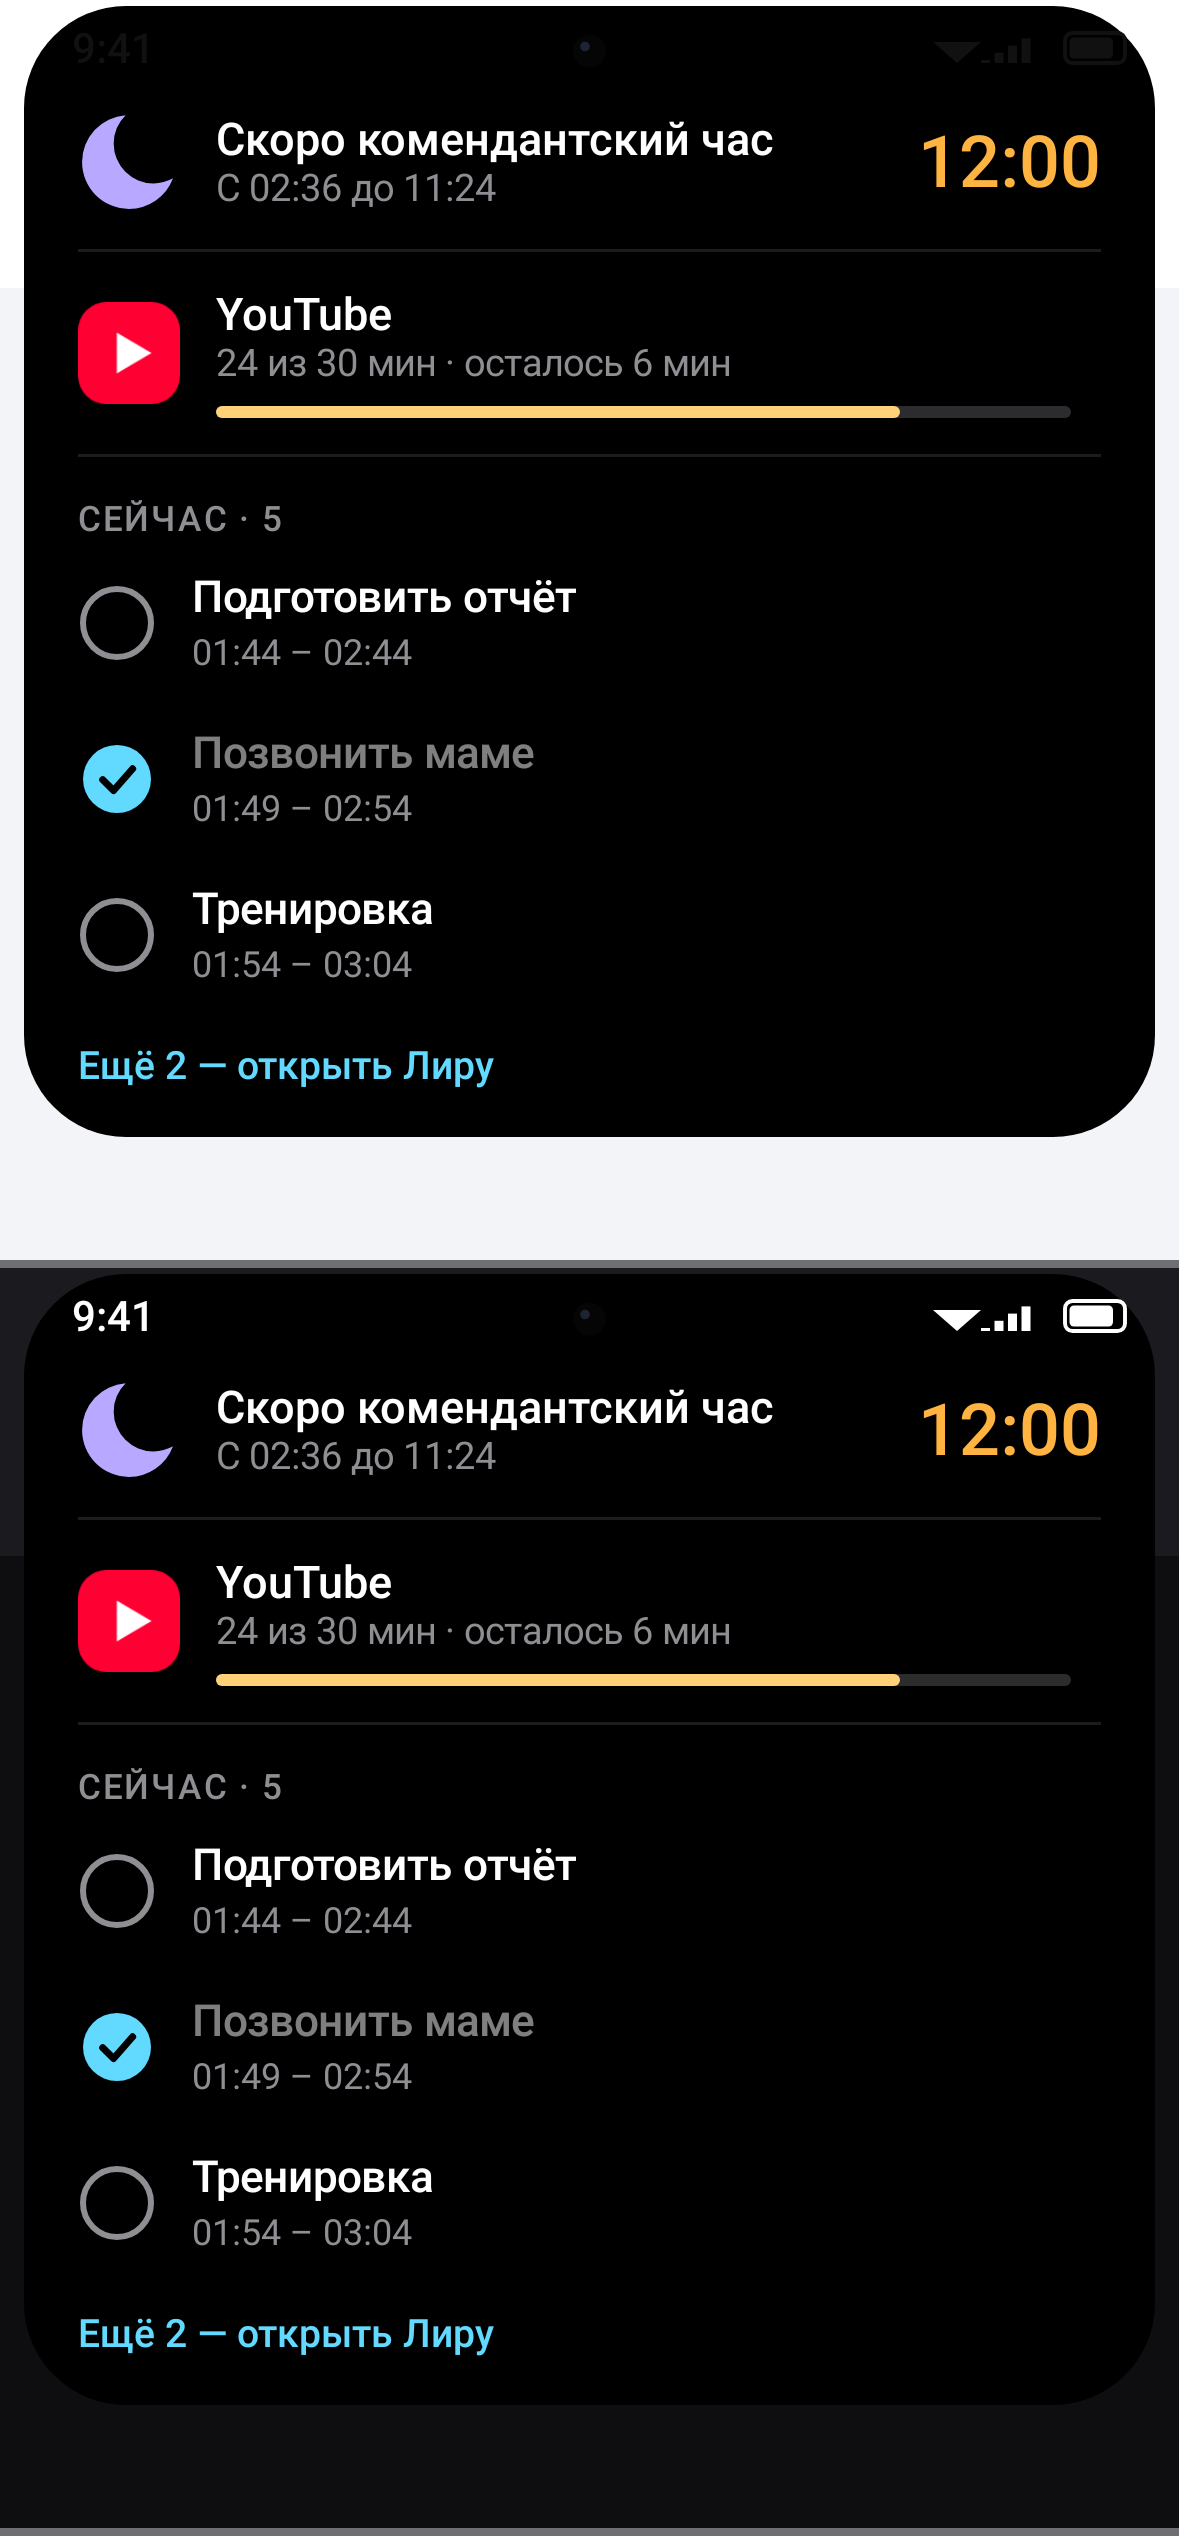 9:41
Скоро комендантский час
С 02:36 до 11:24
12:00
YouTube
24 из 30 мин · осталось 6 мин
СЕЙЧАС · 5
Подготовить отчёт
01:44 – 02:44
Позвонить маме
01:49 – 02:54
Тренировка
01:54 – 03:04
Ещё 2 — открыть Лиру
9:41
Скоро комендантский час
С 02:36 до 11:24
12:00
YouTube
24 из 30 мин · осталось 6 мин
СЕЙЧАС · 5
Подготовить отчёт
01:44 – 02:44
Позвонить маме
01:49 – 02:54
Тренировка
01:54 – 03:04
Ещё 2 — открыть Лиру